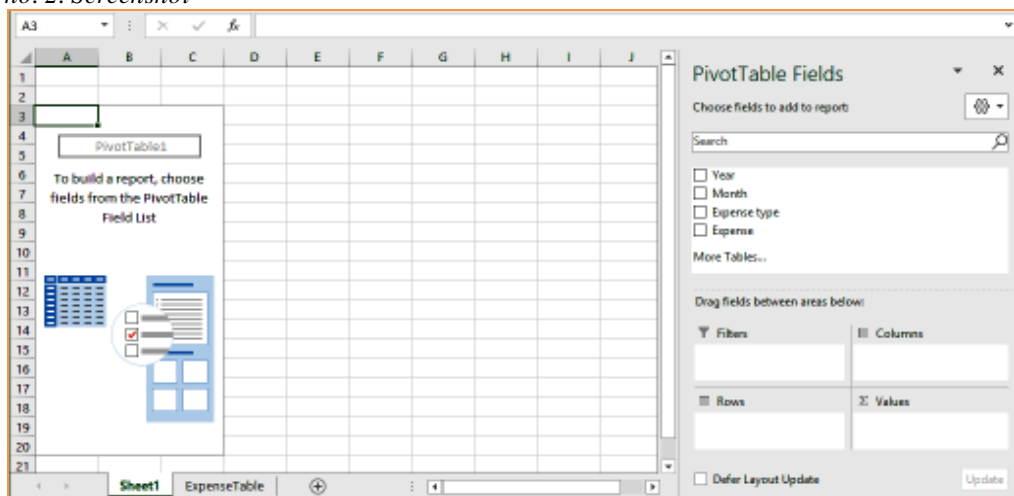 no. 2. Screenshot
A3
fx
A B C D E F G H I J
1
2
3
4
5
6
7
8
9
10
11
12
13
14
15
16
17
18
19
20
21
PivotTable1
To build a report, choose
fields from the PivotTable
Field List
Sheet1 ExpenseTable
PivotTable Fields
Choose fields to add to report:
Search
Year
Month
Expense type
Expense
More Tables...
Drag fields between areas below:
Filters
Columns
Rows
Σ Values
Defer Layout Update
Update